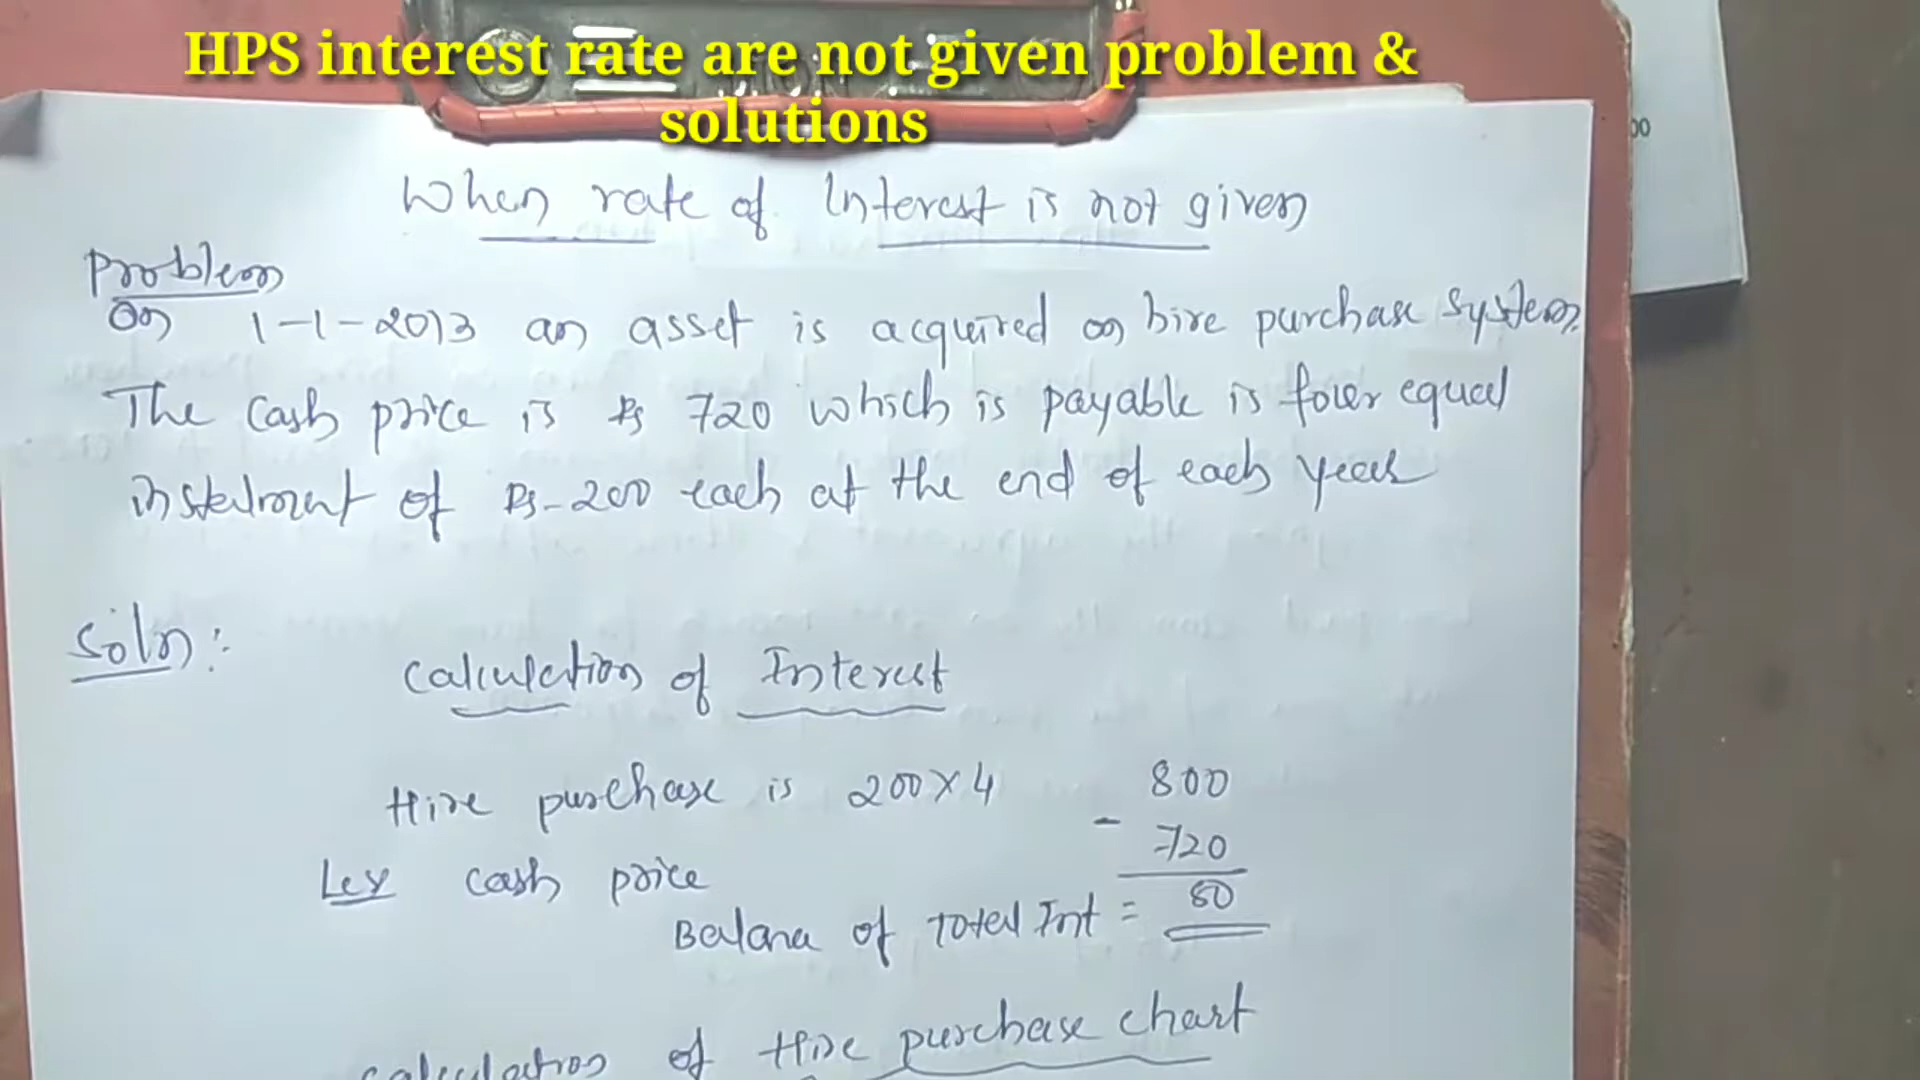 HPS interest rate are not given problem &
solutions
00
When rate of Interest is not given
Problem
On 1-1-2013 an asset is acquired on hire purchase system.
The cash price is Rs 720 which is payable is four equal
instalment of Rs-200 each at the end of each year
Soln:
calculation of Interest
Hire purchase is 200×4 800
Less cash price - 720
Balance of Total Int = 80
calculation of Hire purchase chart